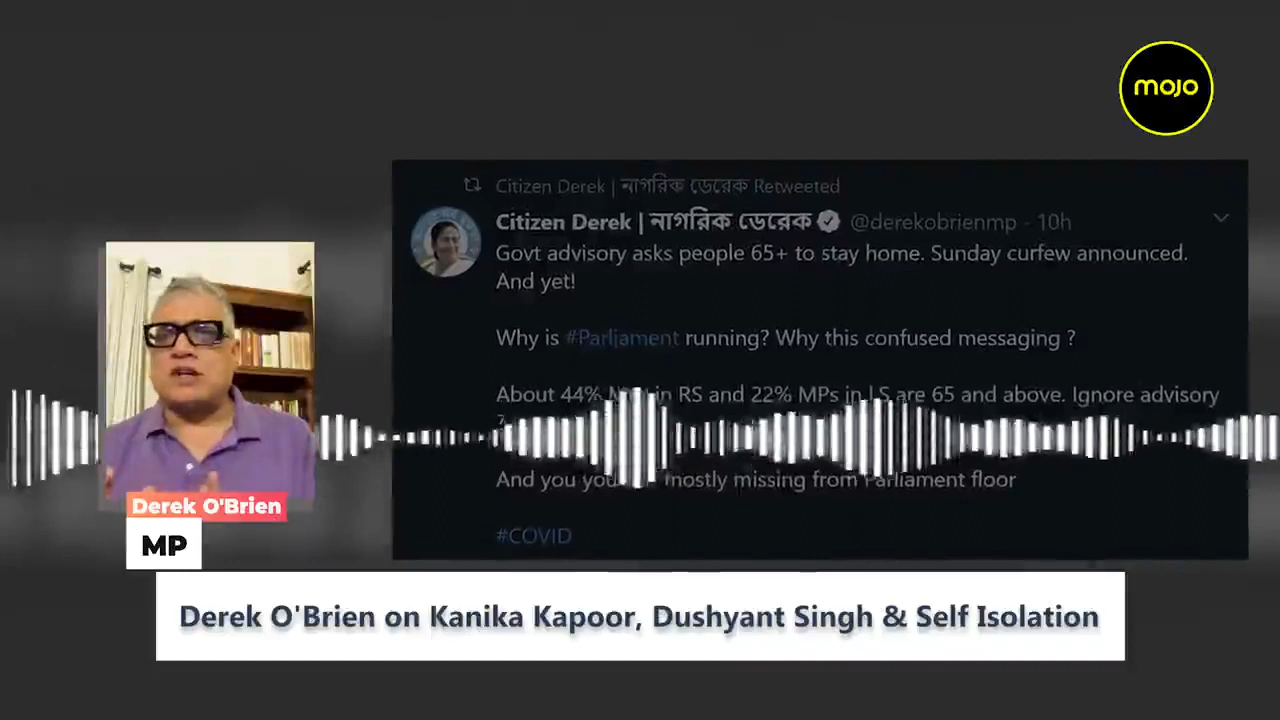 mojo
Citizen Derek | নাগরিক ডেরেক Retweeted
Citizen Derek | নাগরিক ডেরেক @derekobrienmp · 10h
Govt advisory asks people 65+ to stay home. Sunday curfew announced.
And yet!
Why is #Parliament running? Why this confused messaging ?
About 44% in RS and 22% MPs in LS are 65 and above. Ignore advisory
?
And you mostly missing from Parliament floor
#COVID
Derek O'Brien
MP
Derek O'Brien on Kanika Kapoor, Dushyant Singh & Self Isolation